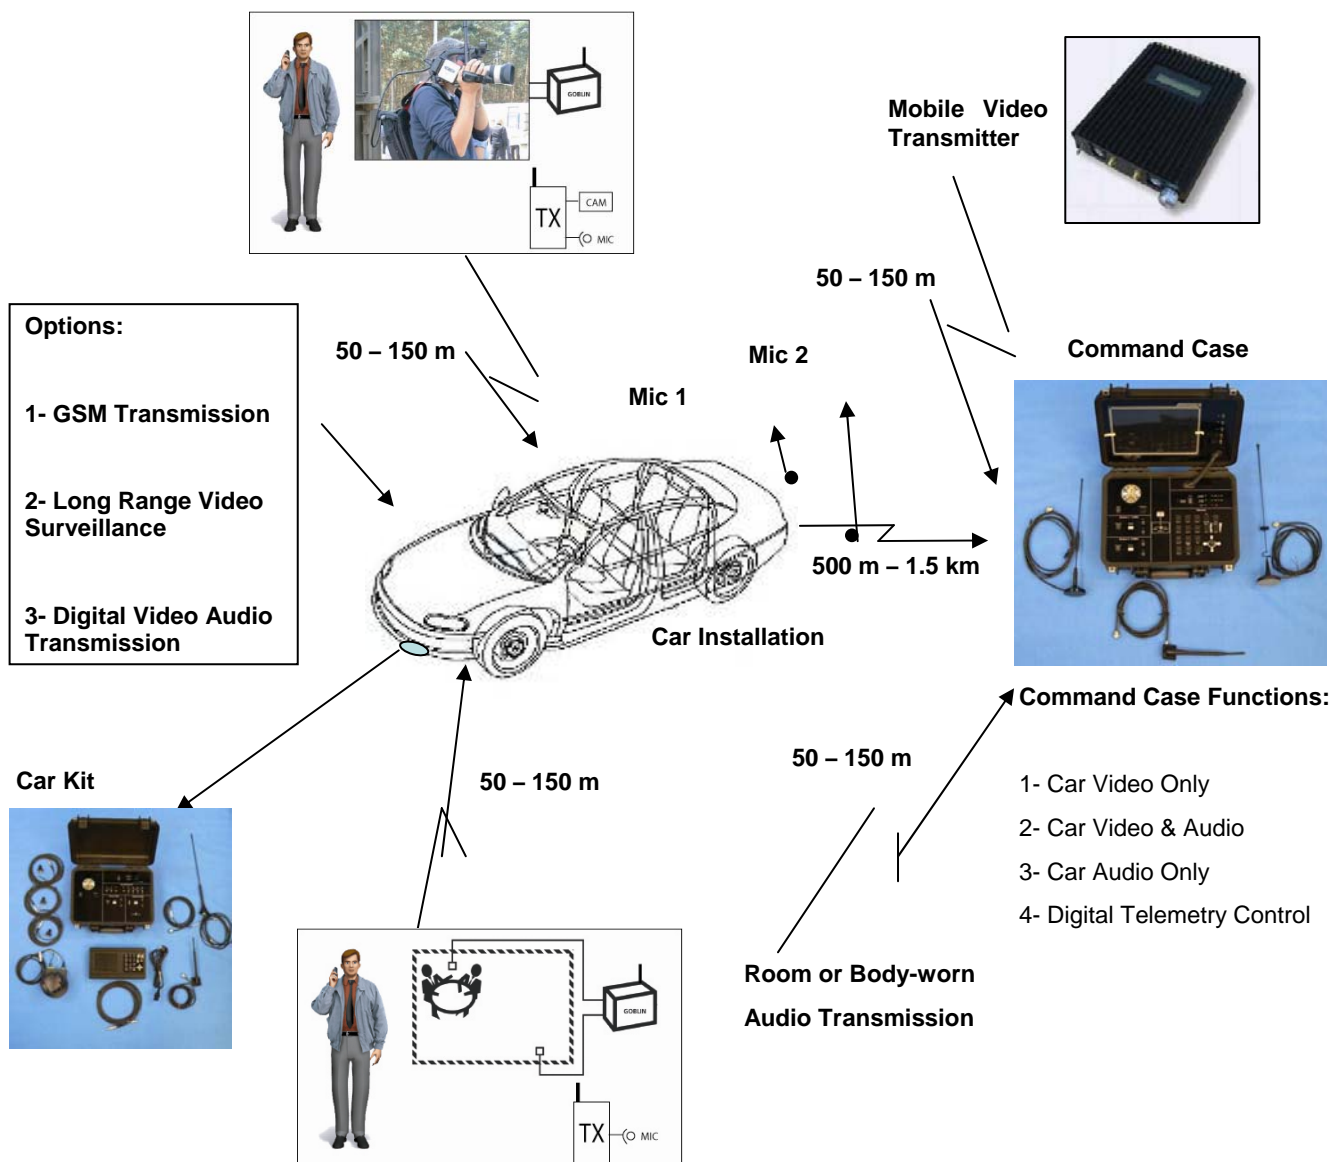 GOBLIN
TX
CAM
MIC
Mobile Video
Transmitter
50 – 150 m
Options:
1- GSM Transmission
2- Long Range Video
Surveillance
3- Digital Video Audio
Transmission
50 – 150 m
Mic 2
Mic 1
Command Case
500 m – 1.5 km
Car Installation
Command Case Functions:
1- Car Video Only
2- Car Video & Audio
3- Car Audio Only
4- Digital Telemetry Control
50 – 150 m
50 – 150 m
Car Kit
Room or Body-worn
Audio Transmission
GOBLIN
TX
MIC